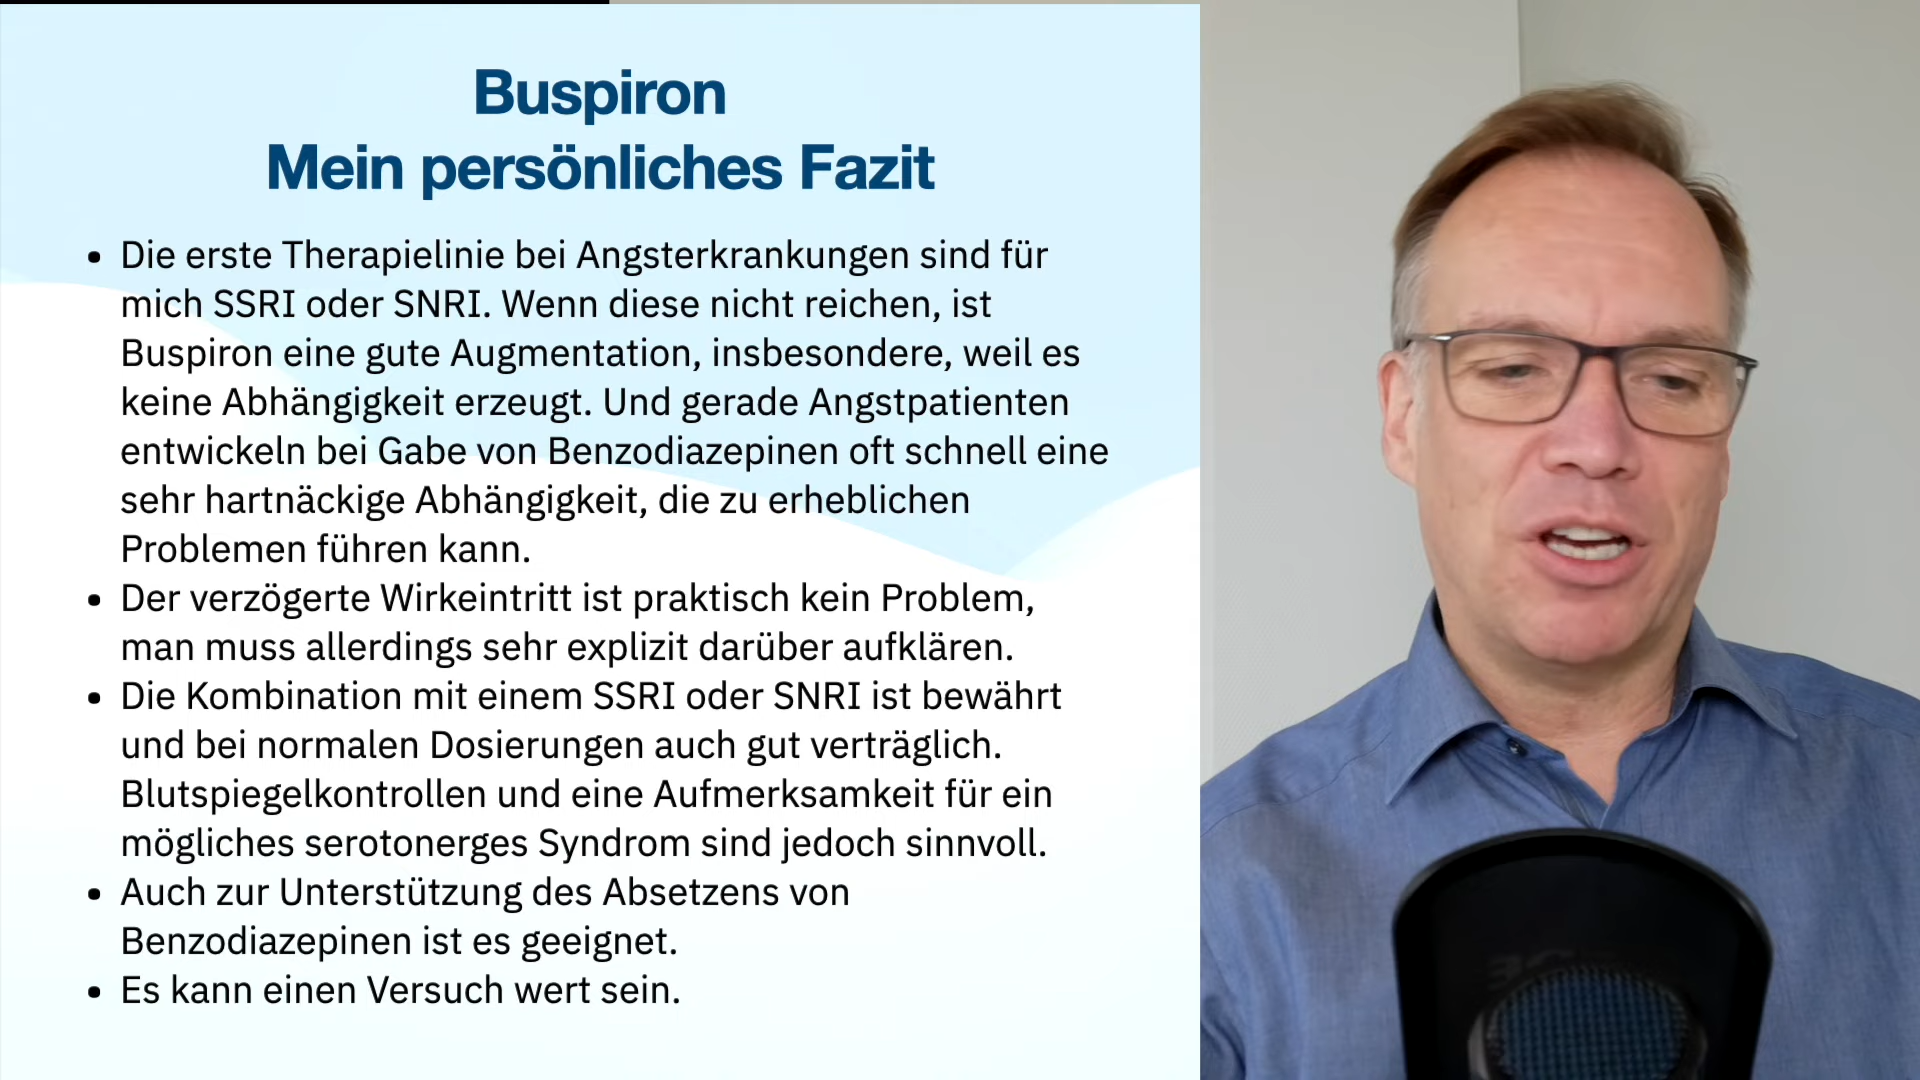 Buspiron
Mein persönliches Fazit
• Die erste Therapielinie bei Angsterkrankungen sind für
mich SSRI oder SNRI. Wenn diese nicht reichen, ist
Buspiron eine gute Augmentation, insbesondere, weil es
keine Abhängigkeit erzeugt. Und gerade Angstpatienten
entwickeln bei Gabe von Benzodiazepinen oft schnell eine
sehr hartnäckige Abhängigkeit, die zu erheblichen
Problemen führen kann.
• Der verzögerte Wirkeintritt ist praktisch kein Problem,
man muss allerdings sehr explizit darüber aufklären.
• Die Kombination mit einem SSRI oder SNRI ist bewährt
und bei normalen Dosierungen auch gut verträglich.
Blutspiegelkontrollen und eine Aufmerksamkeit für ein
mögliches serotonerges Syndrom sind jedoch sinnvoll.
• Auch zur Unterstützung des Absetzens von
Benzodiazepinen ist es geeignet.
• Es kann einen Versuch wert sein.